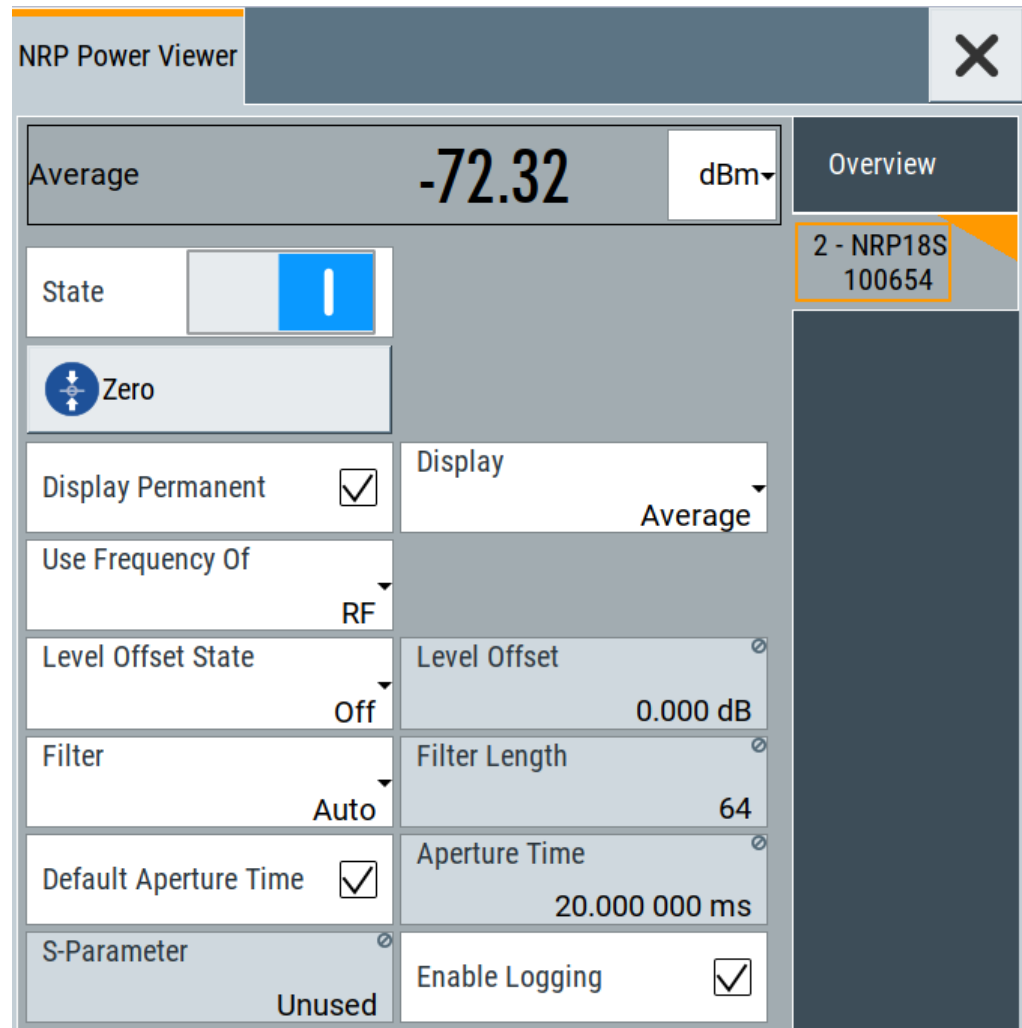 NRP Power Viewer
Average
-72.32
dBm
Overview
2 - NRP18S
100654
State
Zero
Display Permanent
Display
Average
Use Frequency Of
RF
Level Offset State
Off
Level Offset
0.000 dB
Filter
Auto
Filter Length
64
Default Aperture Time
Aperture Time
20.000 000 ms
S-Parameter
Unused
Enable Logging